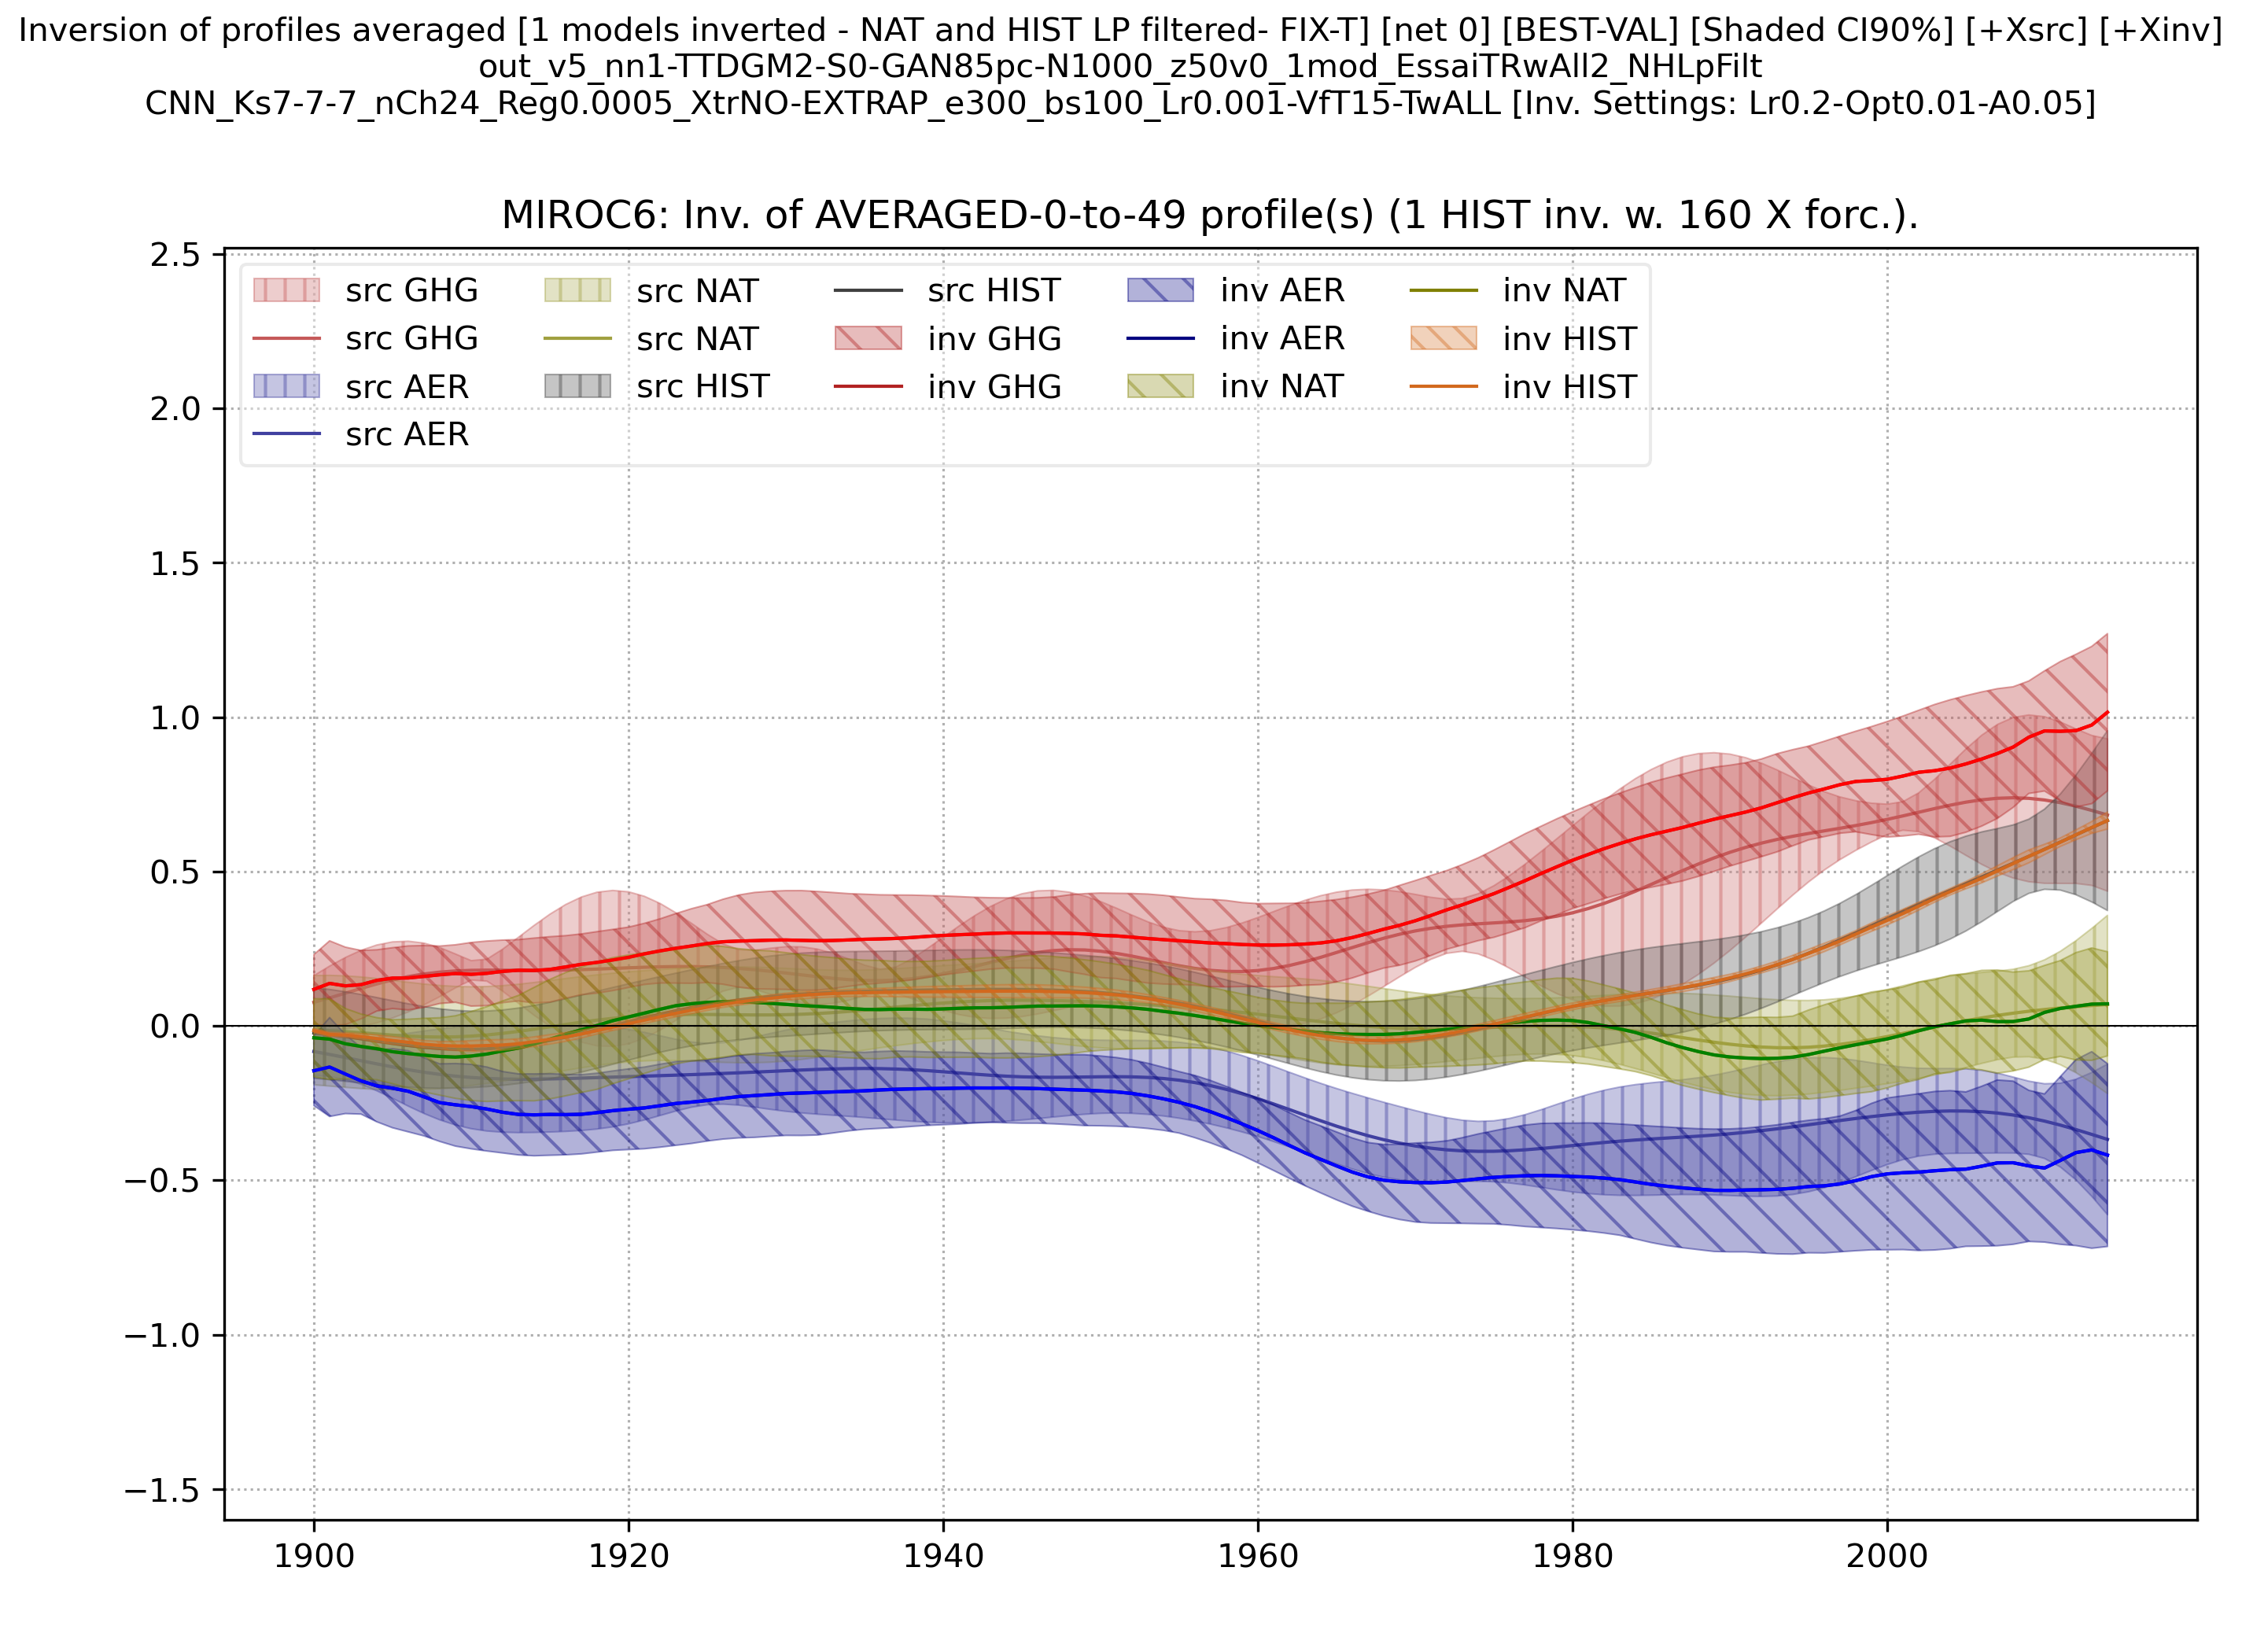 Inversion of profiles averaged [1 models inverted - NAT and HIST LP filtered- FIX-T] [net 0] [BEST-VAL] [Shaded CI90%] [+Xsrc] [+Xinv]
out_v5_nn1-TTDGM2-S0-GAN85pc-N1000_z50v0_1mod_EssaiTRwAll2_NHLpFilt
CNN_Ks7-7-7_nCh24_Reg0.0005_XtrNO-EXTRAP_e300_bs100_Lr0.001-VfT15-TwALL [Inv. Settings: Lr0.2-Opt0.01-A0.05]
MIROC6: Inv. of AVERAGED-0-to-49 profile(s) (1 HIST inv. w. 160 X forc.).
src GHG
src GHG
src AER
src AER
src NAT
src NAT
src HIST
src HIST
inv GHG
inv GHG
inv AER
inv AER
inv NAT
inv NAT
inv HIST
inv HIST
2.5
2.0
1.5
1.0
0.5
0.0
−0.5
−1.0
−1.5
1900
1920
1940
1960
1980
2000